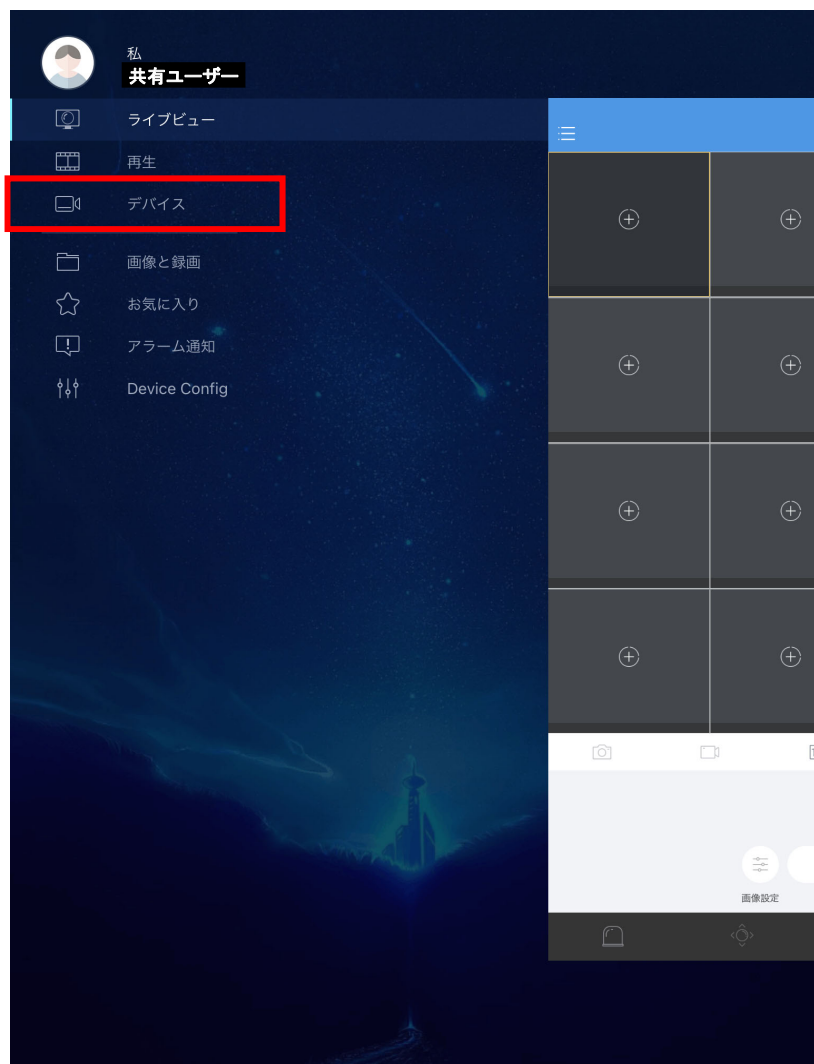 私
共有ユーザー
ライブビュー
再生
デバイス
画像と録画
お気に入り
アラーム通知
Device Config
画像設定